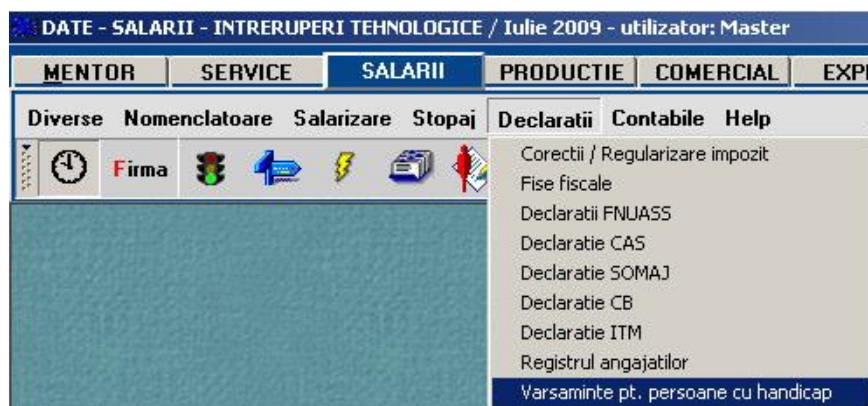 DATE - SALARII - INTRERUPERI TEHNOLOGICE / Iulie 2009 - utilizator: Master
MENTOR SERVICE SALARII PRODUCTIE COMERCIAL
Diverse Nomenclatoare Salarizare Stopaj Declaratii Contabile Help
Firma
Corectii / Regularizare impozit
Fise fiscale
Declaratii FNUASS
Declaratie CAS
Declaratie SOMAJ
Declaratie CB
Declaratie ITM
Registrul angajatilor
Varsaminte pt. persoane cu handicap